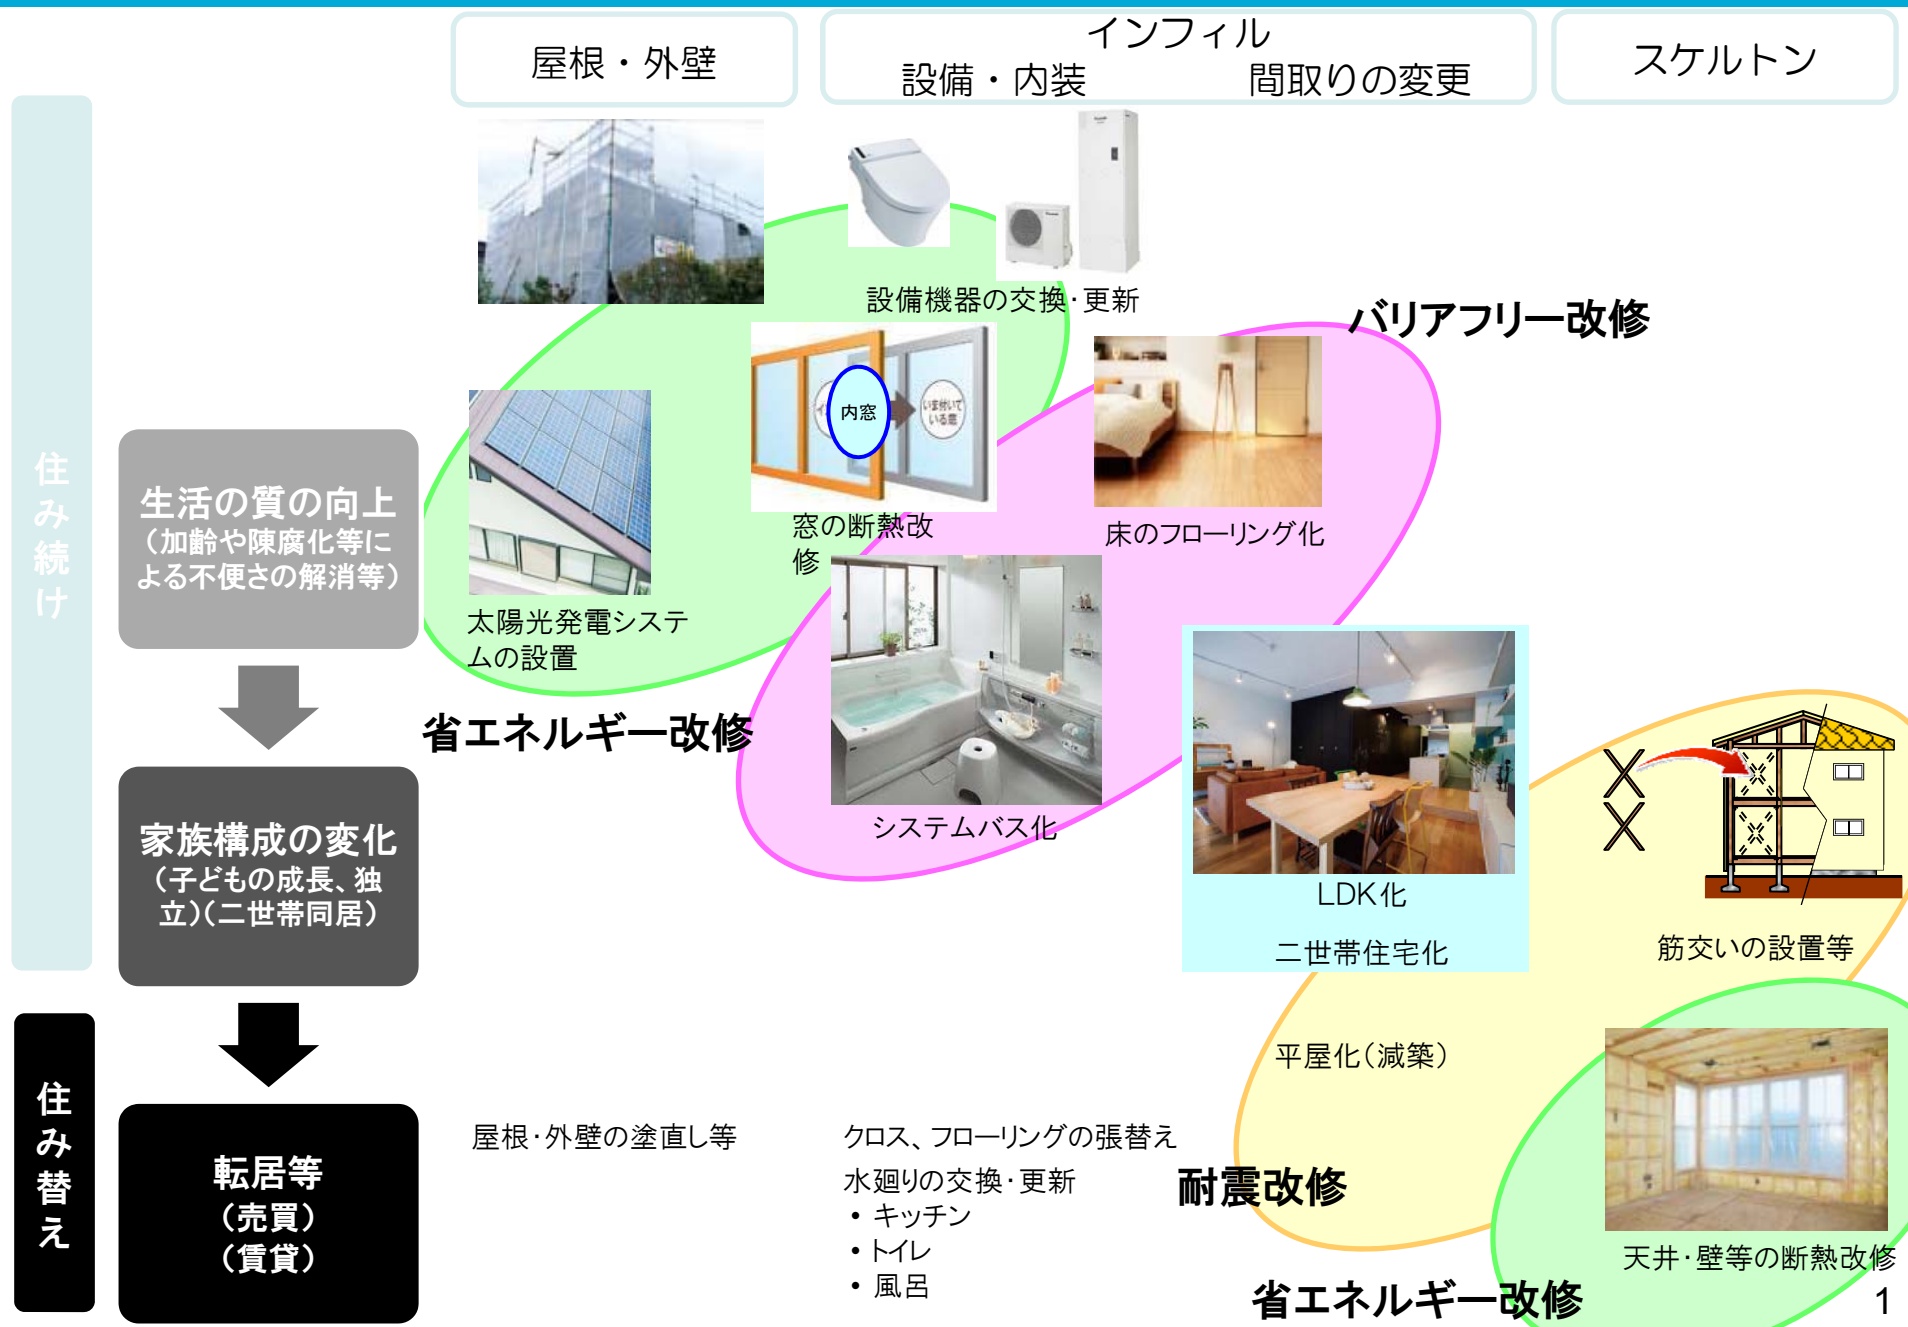 屋根・外壁
インフィル
設備・内装 間取りの変更
スケルトン
住み続け
生活の質の向上
（加齢や陳腐化等に
よる不便さの解消等）
家族構成の変化
（子どもの成長、独
立）（二世帯同居）
住み替え
転居等
（売買）
（賃貸）
設備機器の交換・更新
バリアフリー改修
内窓
いま付いて
いる窓
窓の断熱改
修
床のフローリング化
太陽光発電システ
ムの設置
省エネルギー改修
システムバス化
LDK化
二世帯住宅化
筋交いの設置等
平屋化（減築）
屋根・外壁の塗直し等
クロス、フローリングの張替え
水廻りの交換・更新
• キッチン
• トイレ
• 風呂
耐震改修
天井・壁等の断熱改修
省エネルギー改修
1